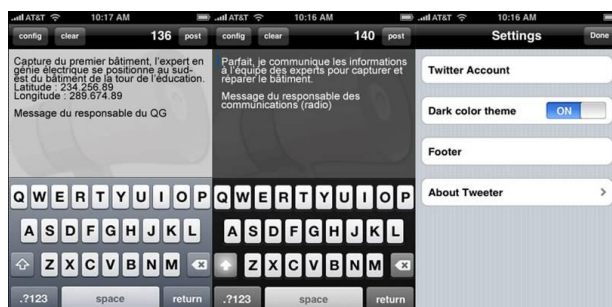 AT&T 10:17 AM
config clear 136 post
Capture du premier bâtiment, l'expert en
génie électrique se positionne au sud-
est du bâtiment de la tour de l'éducation.
Latitude : 234.256.89
Longitude : 289.674.89
Message du responsable du QG
Q W E R T Y U I O P
A S D F G H J K L
Z X C V B N M
.?123 space return
AT&T 10:16 AM
config clear 140 post
Parfait, je communique les informations
à l'équipe des experts pour capturer et
réparer le bâtiment.
Message du responsable des
communications (radio)
Q W E R T Y U I O P
A S D F G H J K L
Z X C V B N M
.?123 space return
AT&T 10:16 AM
Settings Done
Twitter Account
Dark color theme ON
Footer
About Tweeter